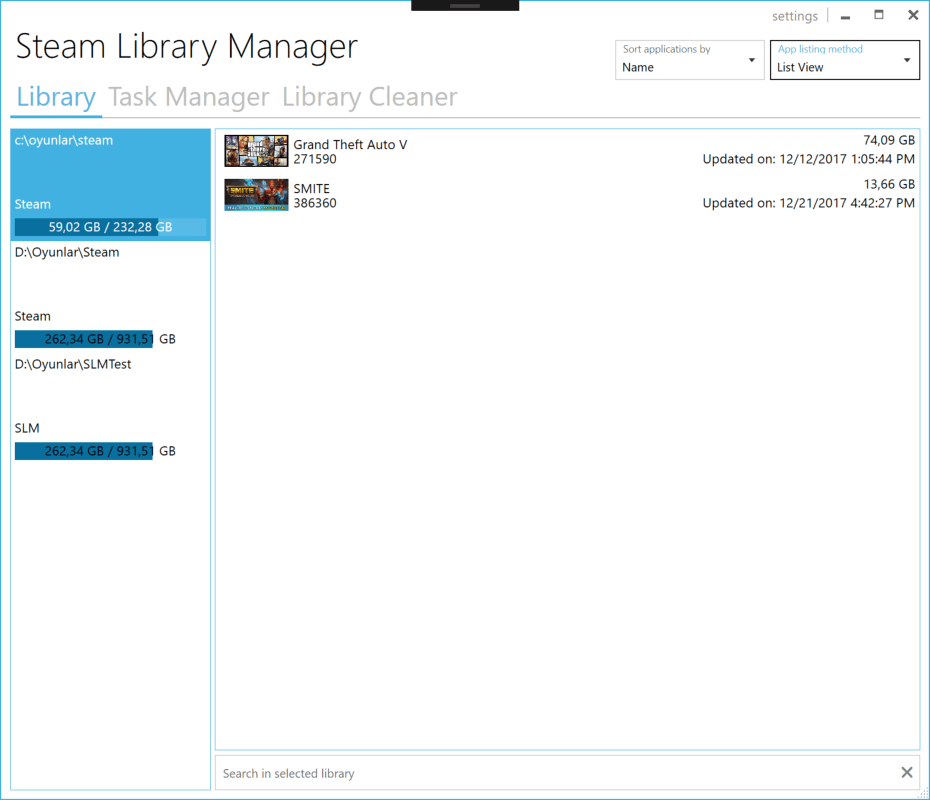 settings
Steam Library Manager
Sort applications by
Name
App listing method
List View
Library Task Manager Library Cleaner
c:\oyunlar\steam
Steam
59,02 GB / 232,28 GB
D:\Oyunlar\Steam
Steam
262,34 GB / 931,51 GB
D:\Oyunlar\SLMTest
SLM
262,34 GB / 931,51 GB
Grand Theft Auto V
271590
74,09 GB
Updated on: 12/12/2017 1:05:44 PM
SMITE
SMITE
386360
13,66 GB
Updated on: 12/21/2017 4:42:27 PM
Search in selected library